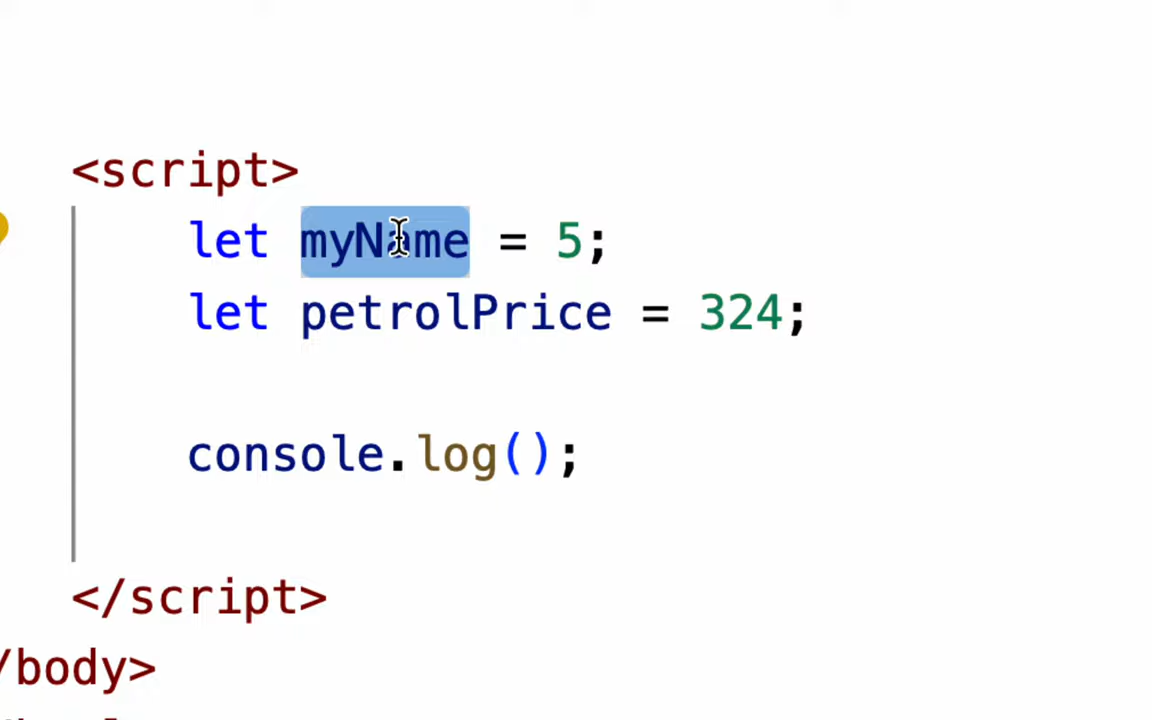 <script>
let myName = 5;
let petrolPrice = 324;
console.log();
</script>
/body>